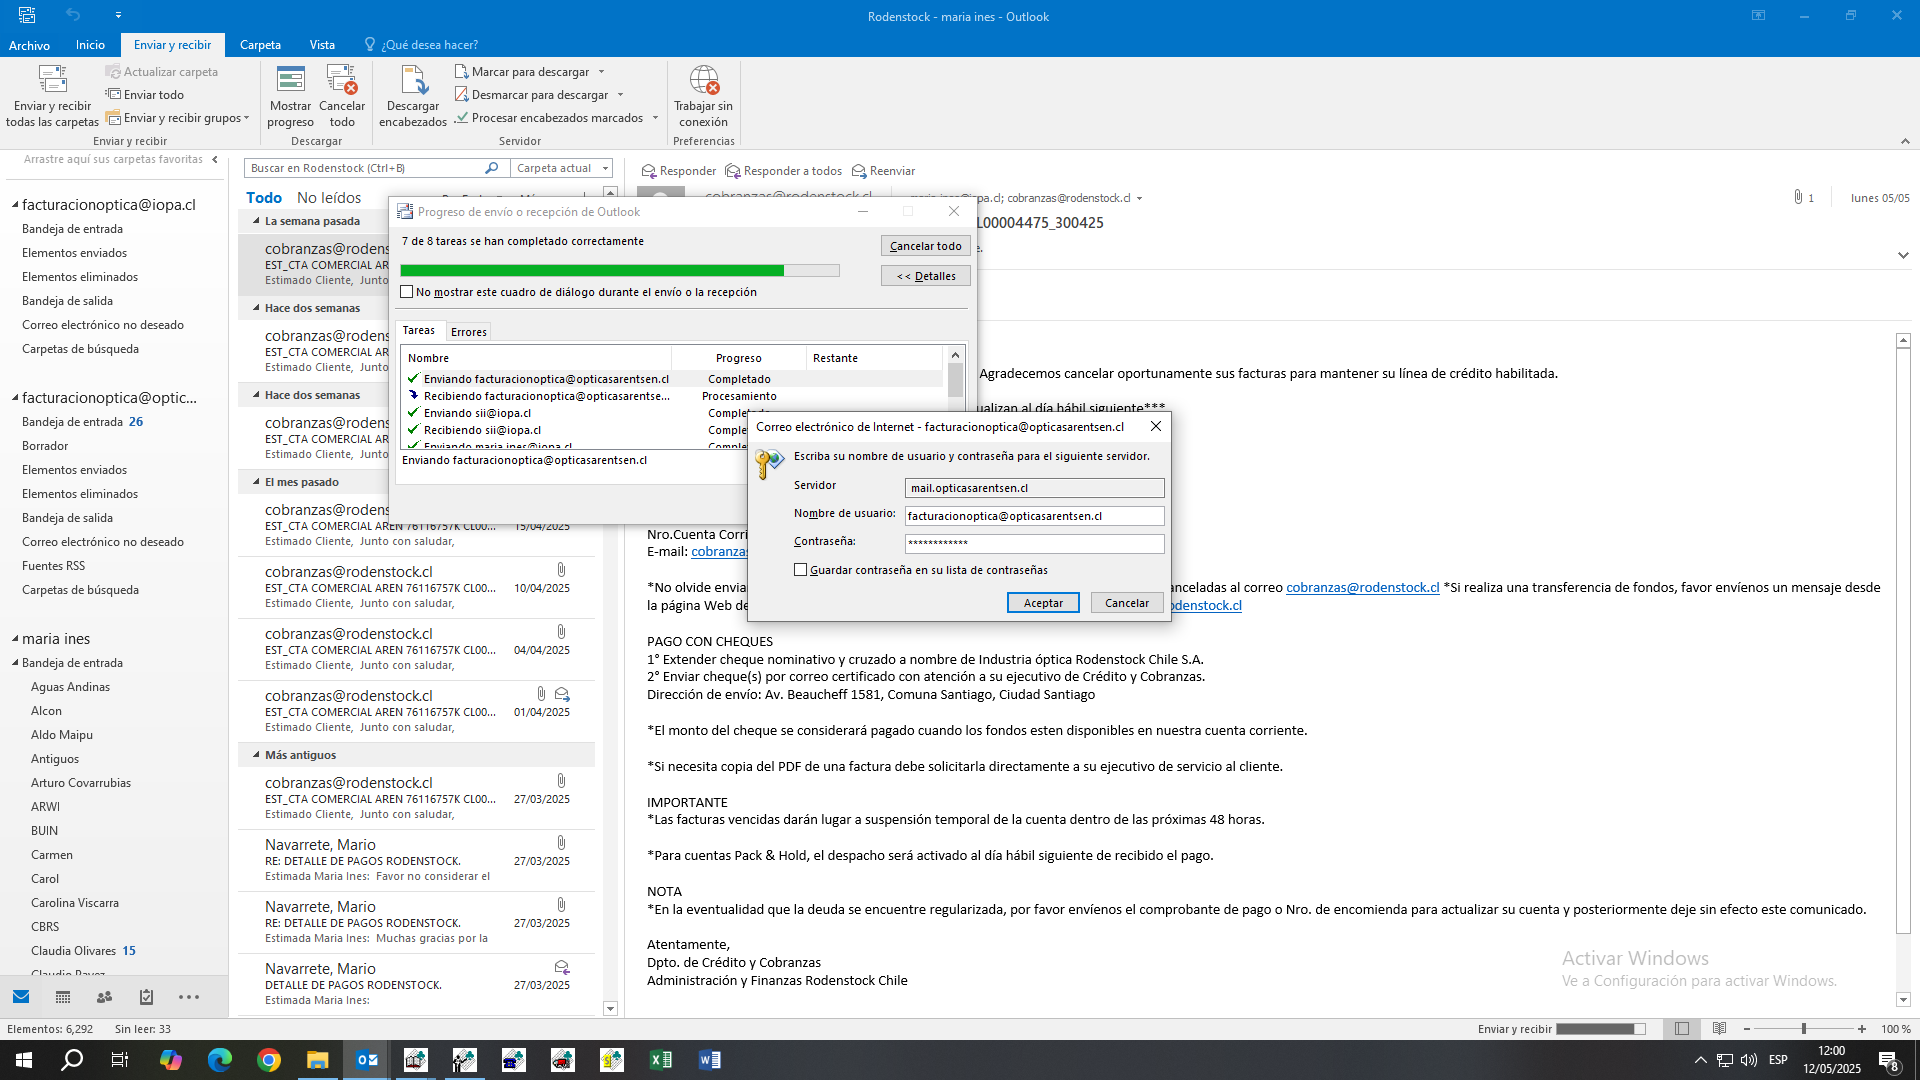 Rodenstock - maria ines - Outlook
Archivo
Inicio
Enviar y recibir
Carpeta
Vista
¿Qué desea hacer?
Enviar y recibir
todas las carpetas
Actualizar carpeta
Enviar todo
Enviar y recibir grupos
Enviar y recibir
Mostrar
progreso
Cancelar
todo
Descargar
Descargar
encabezados
Marcar para descargar
Desmarcar para descargar
Procesar encabezados marcados
Servidor
Trabajar sin
conexión
Preferencias
Arrastre aquí sus carpetas favoritas
facturacionoptica@iopa.cl
Bandeja de entrada
Elementos enviados
Elementos eliminados
Bandeja de salida
Correo electrónico no deseado
Carpetas de búsqueda
facturacionoptica@optic...
Bandeja de entrada 26
Borrador
Elementos enviados
Elementos eliminados
Bandeja de salida
Correo electrónico no deseado
Fuentes RSS
Carpetas de búsqueda
maria ines
Bandeja de entrada
Aguas Andinas
Alcon
Aldo Maipu
Antiguos
Arturo Covarrubias
ARWI
BUIN
Carmen
Carol
Carolina Viscarra
CBRS
Claudia Olivares 15
Claudia Pavez
Buscar en Rodenstock (Ctrl+B)
Carpeta actual
Todo No leídos
La semana pasada
cobranzas@rodens
EST_CTA COMERCIAL AR
Estimado Cliente, Junto
Hace dos semanas
cobranzas@rodens
EST_CTA COMERCIAL AR
Estimado Cliente, Junto
Hace dos semanas
cobranzas@rodens
EST_CTA COMERCIAL AR
Estimado Cliente, Junto
El mes pasado
cobranzas@rodens
EST_CTA COMERCIAL AREN 76116757K CL00... 15/04/2025
Estimado Cliente, Junto con saludar,
cobranzas@rodenstock.cl
EST_CTA COMERCIAL AREN 76116757K CL00... 10/04/2025
Estimado Cliente, Junto con saludar,
cobranzas@rodenstock.cl
EST_CTA COMERCIAL AREN 76116757K CL00... 04/04/2025
Estimado Cliente, Junto con saludar,
cobranzas@rodenstock.cl
EST_CTA COMERCIAL AREN 76116757K CL00... 01/04/2025
Estimado Cliente, Junto con saludar,
Más antiguos
cobranzas@rodenstock.cl
EST_CTA COMERCIAL AREN 76116757K CL00... 27/03/2025
Estimado Cliente, Junto con saludar,
Navarrete, Mario
RE: DETALLE DE PAGOS RODENSTOCK. 27/03/2025
Estimada Maria Ines: Favor no considerar el
Navarrete, Mario
RE: DETALLE DE PAGOS RODENSTOCK. 27/03/2025
Estimada Maria Ines: Muchas gracias por la
Navarrete, Mario
DETALLE DE PAGOS RODENSTOCK. 27/03/2025
Estimada Maria Ines:
Responder
Responder a todos
Reenviar
cobranzas@rodenstock.cl
maria.ines@iopa.cl; cobranzas@rodenstock.cl
1
lunes 05/05
L00004475_300425
e.
Agradecemos cancelar oportunamente sus facturas para mantener su línea de crédito habilitada.
ualizan al día hábil siguiente***
Nro.Cuenta Corri
E-mail: cobranzas
*No olvide envia
nceladas al correo cobranzas@rodenstock.cl *Si realiza una transferencia de fondos, favor envíenos un mensaje desde
la página Web de
odenstock.cl
PAGO CON CHEQUES
1° Extender cheque nominativo y cruzado a nombre de Industria óptica Rodenstock Chile S.A.
2° Enviar cheque(s) por correo certificado con atención a su ejecutivo de Crédito y Cobranzas.
Dirección de envío: Av. Beaucheff 1581, Comuna Santiago, Ciudad Santiago
*El monto del cheque se considerará pagado cuando los fondos esten disponibles en nuestra cuenta corriente.
*Si necesita copia del PDF de una factura debe solicitarla directamente a su ejecutivo de servicio al cliente.
IMPORTANTE
*Las facturas vencidas darán lugar a suspensión temporal de la cuenta dentro de las próximas 48 horas.
*Para cuentas Pack & Hold, el despacho será activado al día hábil siguiente de recibido el pago.
NOTA
*En la eventualidad que la deuda se encuentre regularizada, por favor envíenos el comprobante de pago o Nro. de encomienda para actualizar su cuenta y posteriormente deje sin efecto este comunicado.
Atentamente,
Dpto. de Crédito y Cobranzas
Administración y Finanzas Rodenstock Chile
Progreso de envío o recepción de Outlook
7 de 8 tareas se han completado correctamente
Cancelar todo
<< Detalles
No mostrar este cuadro de diálogo durante el envío o la recepción
Tareas
Errores
Nombre Progreso Restante
Enviando facturacionoptica@opticasarentsen.cl Completado
Recibiendo facturacionoptica@opticasarentse... Procesamiento
Enviando sii@iopa.cl Completado
Recibiendo sii@iopa.cl Comple
Enviando maria.ines@iopa.cl Comple
Enviando facturacionoptica@opticasarentsen.cl
Correo electrónico de Internet - facturacionoptica@opticasarentsen.cl
Escriba su nombre de usuario y contraseña para el siguiente servidor.
Servidor mail.opticasarentsen.cl
Nombre de usuario: facturacionoptica@opticasarentsen.cl
Contraseña: ************
Guardar contraseña en su lista de contraseñas
Aceptar
Cancelar
Activar Windows
Ve a Configuración para activar Windows.
Elementos: 6,292
Sin leer: 33
Enviar y recibir
100 %
ESP
12:00
12/05/2025
8